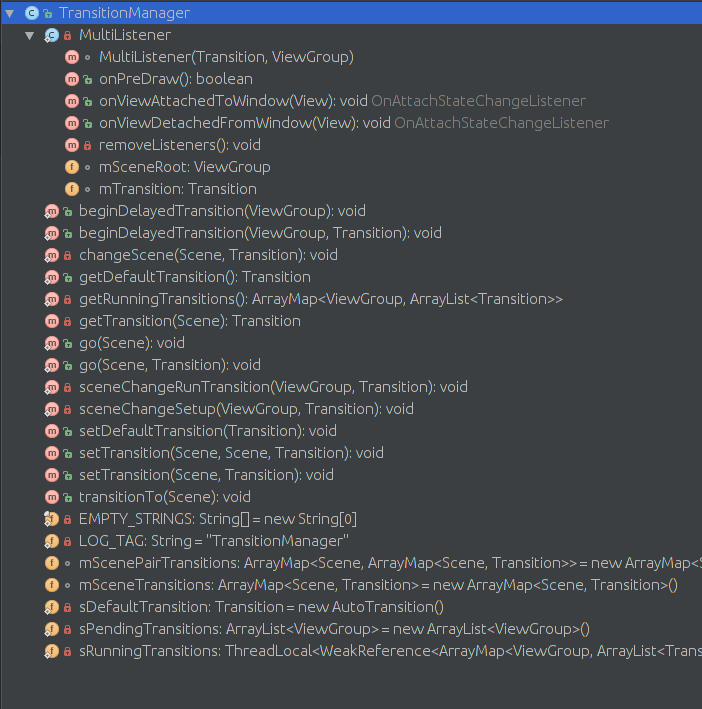 TransitionManager
MultiListener
MultiListener(Transition, ViewGroup)
onPreDraw(): boolean
onViewAttachedToWindow(View): void OnAttachStateChangeListener
onViewDetachedFromWindow(View): void OnAttachStateChangeListener
removeListeners(): void
mSceneRoot: ViewGroup
mTransition: Transition
beginDelayedTransition(ViewGroup): void
beginDelayedTransition(ViewGroup, Transition): void
changeScene(Scene, Transition): void
getDefaultTransition(): Transition
getRunningTransitions(): ArrayMap<ViewGroup, ArrayList<Transition>>
getTransition(Scene): Transition
go(Scene): void
go(Scene, Transition): void
sceneChangeRunTransition(ViewGroup, Transition): void
sceneChangeSetup(ViewGroup, Transition): void
setDefaultTransition(Transition): void
setTransition(Scene, Scene, Transition): void
setTransition(Scene, Transition): void
transitionTo(Scene): void
EMPTY_STRINGS: String[] = new String[0]
LOG_TAG: String = "TransitionManager"
mScenePairTransitions: ArrayMap<Scene, ArrayMap<Scene, Transition>> = new ArrayMap<S
mSceneTransitions: ArrayMap<Scene, Transition> = new ArrayMap<Scene, Transition>()
sDefaultTransition: Transition = new AutoTransition()
sPendingTransitions: ArrayList<ViewGroup> = new ArrayList<ViewGroup>()
sRunningTransitions: ThreadLocal<WeakReference<ArrayMap<ViewGroup, ArrayList<Trans